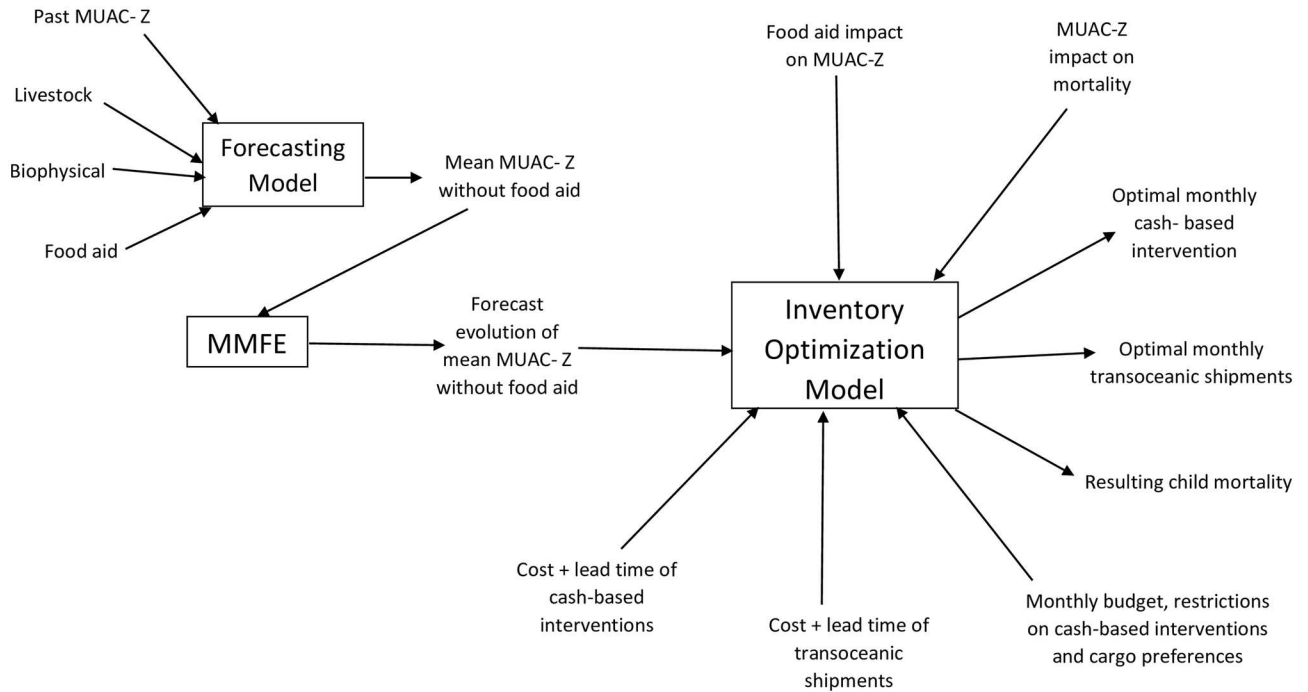 Past MUAC- Z
Livestock
Biophysical
Food aid
Forecasting
Model
Mean MUAC- Z
without food aid
MMFE
Forecast
evolution of
mean MUAC- Z
without food aid
Food aid impact
on MUAC-Z
MUAC-Z
impact on
mortality
Inventory
Optimization
Model
Optimal monthly
cash- based
intervention
Optimal monthly
transoceanic shipments
Resulting child mortality
Cost + lead time of
cash-based
interventions
Cost + lead time of
transoceanic
shipments
Monthly budget, restrictions
on cash-based interventions
and cargo preferences